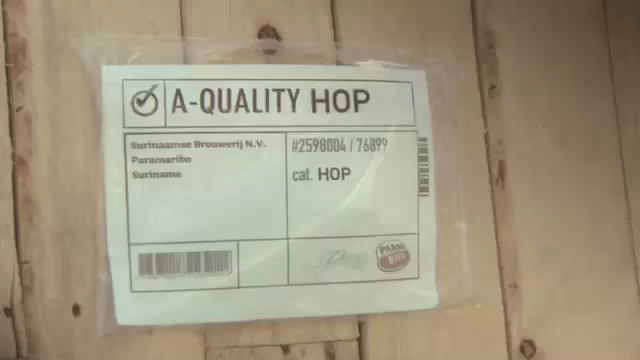 A-QUALITY HOP
Surinaamse Brouwerij N.V.
Paramaribo
Suriname
#2598004 / 76899
cat. HOP
PARBO
BIER